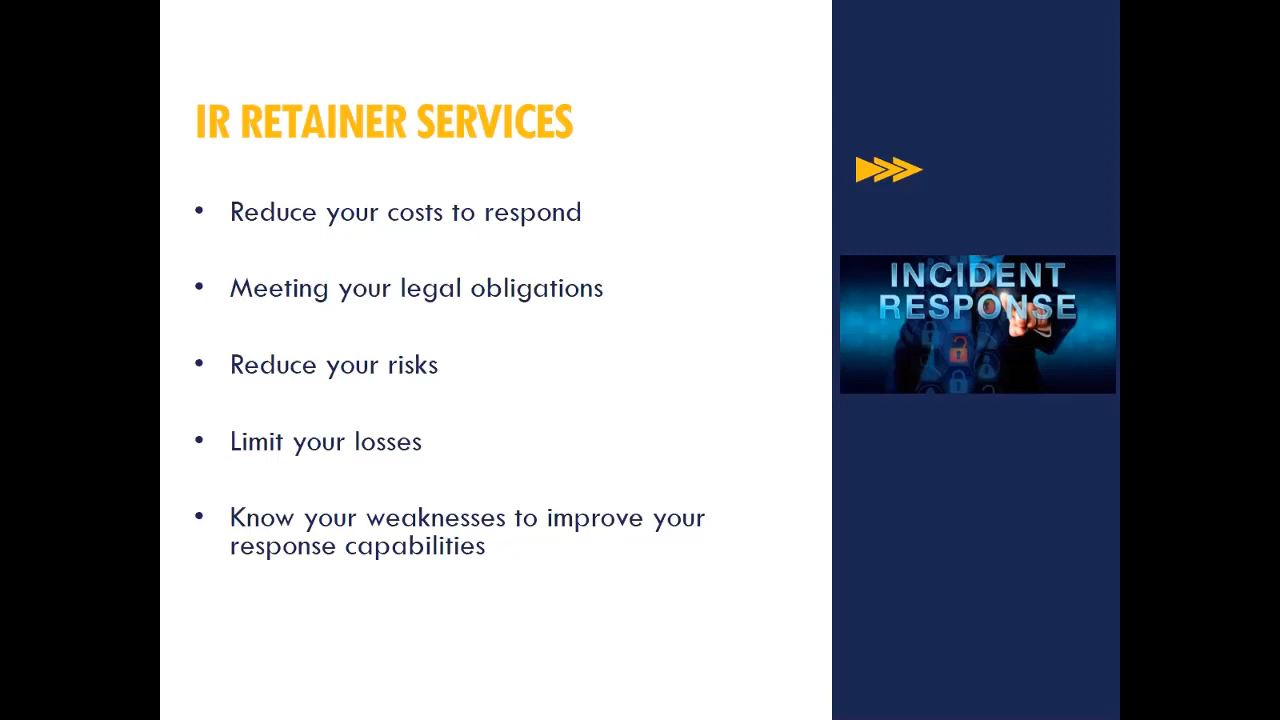 IR RETAINER SERVICES
• Reduce your costs to respond
• Meeting your legal obligations
• Reduce your risks
• Limit your losses
• Know your weaknesses to improve your
response capabilities
INCIDENT
RESPONSE